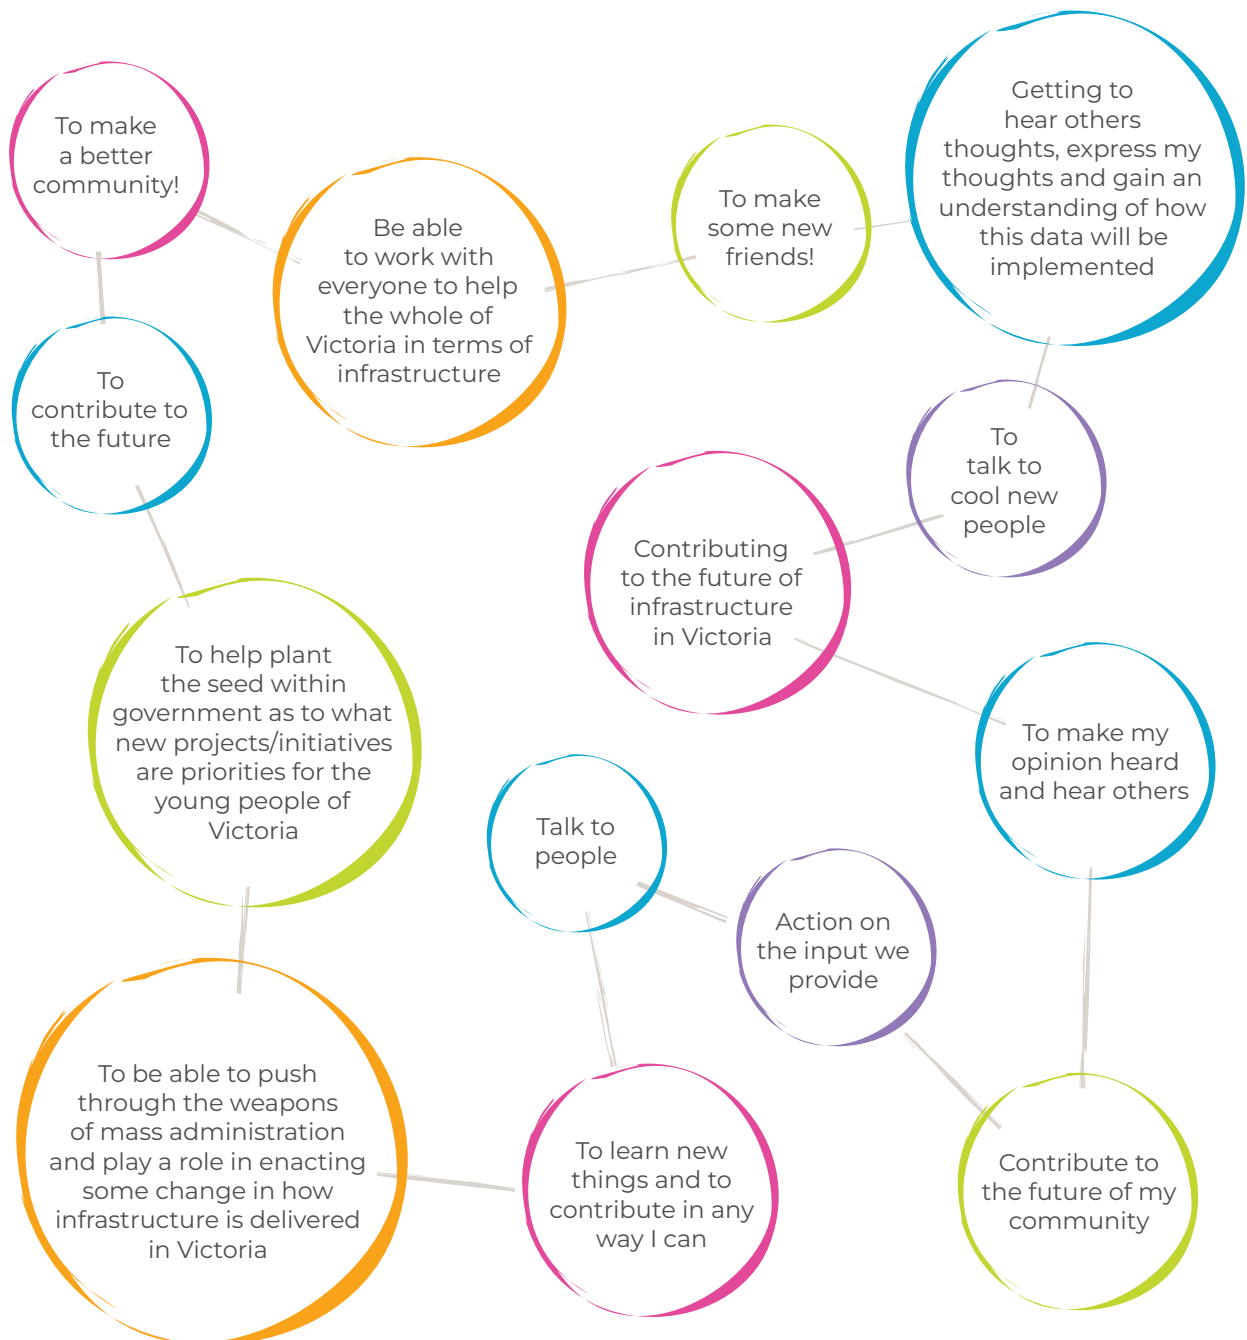 To make
a better
community!
Be able
to work with
everyone to help
the whole of
Victoria in terms of
infrastructure
To make
some new
friends!
Getting to
hear others
thoughts, express my
thoughts and gain an
understanding of how
this data will be
implemented
To
contribute to
the future
To
talk to
cool new
people
Contributing
to the future of
infrastructure
in Victoria
To help plant
the seed within
government as to what
new projects/initiatives
are priorities for the
young people of
Victoria
To make my
opinion heard
and hear others
Talk to
people
Action on
the input we
provide
To be able to push
through the weapons
of mass administration
and play a role in enacting
some change in how
infrastructure is delivered
in Victoria
To learn new
things and to
contribute in any
way I can
Contribute to
the future of my
community